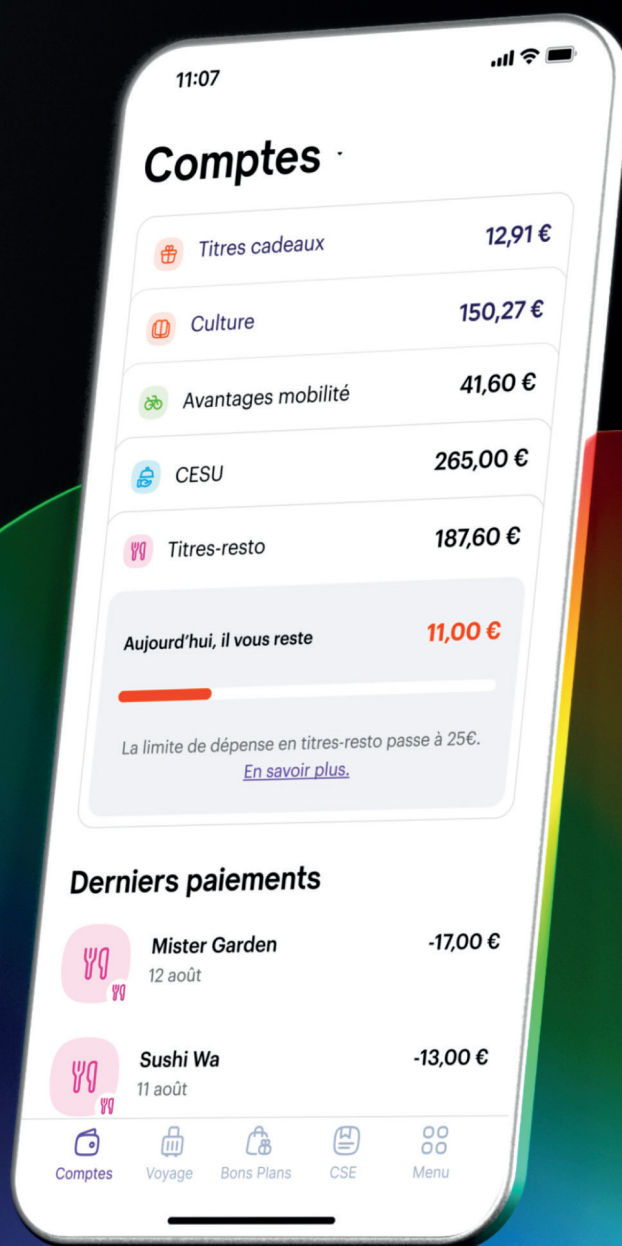 11:07
Comptes
Titres cadeaux 12,91 €
Culture 150,27 €
Avantages mobilité 41,60 €
CESU 265,00 €
Titres-resto 187,60 €
Aujourd'hui, il vous reste 11,00 €
La limite de dépense en titres-resto passe à 25€.
En savoir plus.
Derniers paiements
Mister Garden -17,00 €
12 août
Sushi Wa -13,00 €
11 août
Comptes Voyage Bons Plans CSE Menu